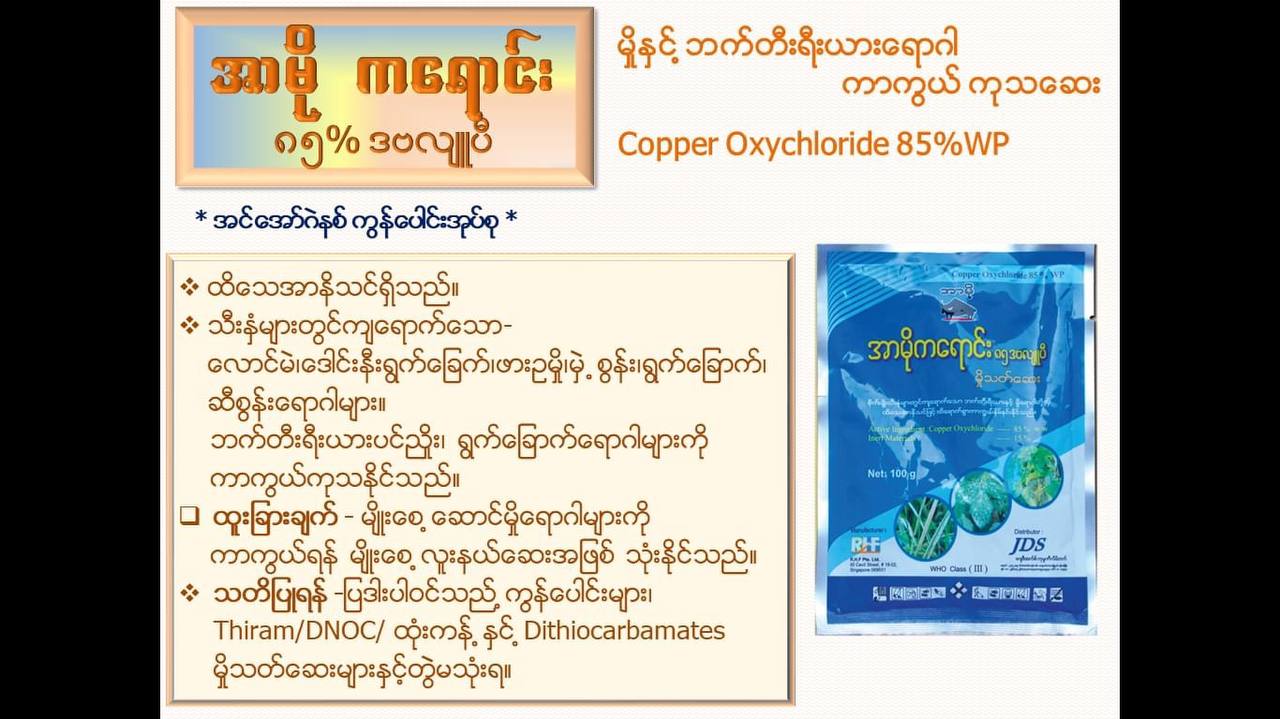 အာမို ကရောင်း
၈၅% ဒဗလျူပီ
မှိုနှင့် ဘက်တီးရီးယားရောဂါ
ကာကွယ် ကုသဆေး
Copper Oxychloride 85%WP
* အင်အော်ဂဲနစ် ကွန်ပေါင်းအုပ်စု *
❖ ထိသေအာနိသင်ရှိသည်။
❖ သီးနှံများတွင်ကျရောက်သော-
လောင်မဲ၊ဒေါင်းနီးရွက်ခြောက်၊ဖားဥမှို၊မှဲ့ စွန်း၊ရွက်ခြောက်၊
ဆီစွန်းရောဂါများ။
ဘက်တီးရီးယားပင်ညှိုး၊ ရွက်ခြောက်ရောဂါများကို
ကာကွယ်ကုသနိုင်သည်။
❑ ထူးခြားချက် - မျိုးစေ့ ဆောင်မှိုရောဂါများကို
ကာကွယ်ရန် မျိုးစေ့ လူးနယ်ဆေးအဖြစ် သုံးနိုင်သည်။
❖ သတိပြုရန် -ပြဒါးပါဝင်သည့် ကွန်ပေါင်းများ၊
Thiram/DNOC/ ထုံးကန့် နှင့် Dithiocarbamates
မှိုသတ်ဆေးများနှင့်တွဲမသုံးရ။
Copper Oxychloride 85% WP
အာမို
အာမိုကရောင်း ၈၅ဒဗလျူပီ
မှိုသတ်ဆေး
Active Ingredient :Copper Oxychloride 85%
Inert Materials 15%
Net: 100 g
Manufacturer:
RHF
R.H.F Pte. Ltd.
Distributor :
JDS
WHO Class ( III )